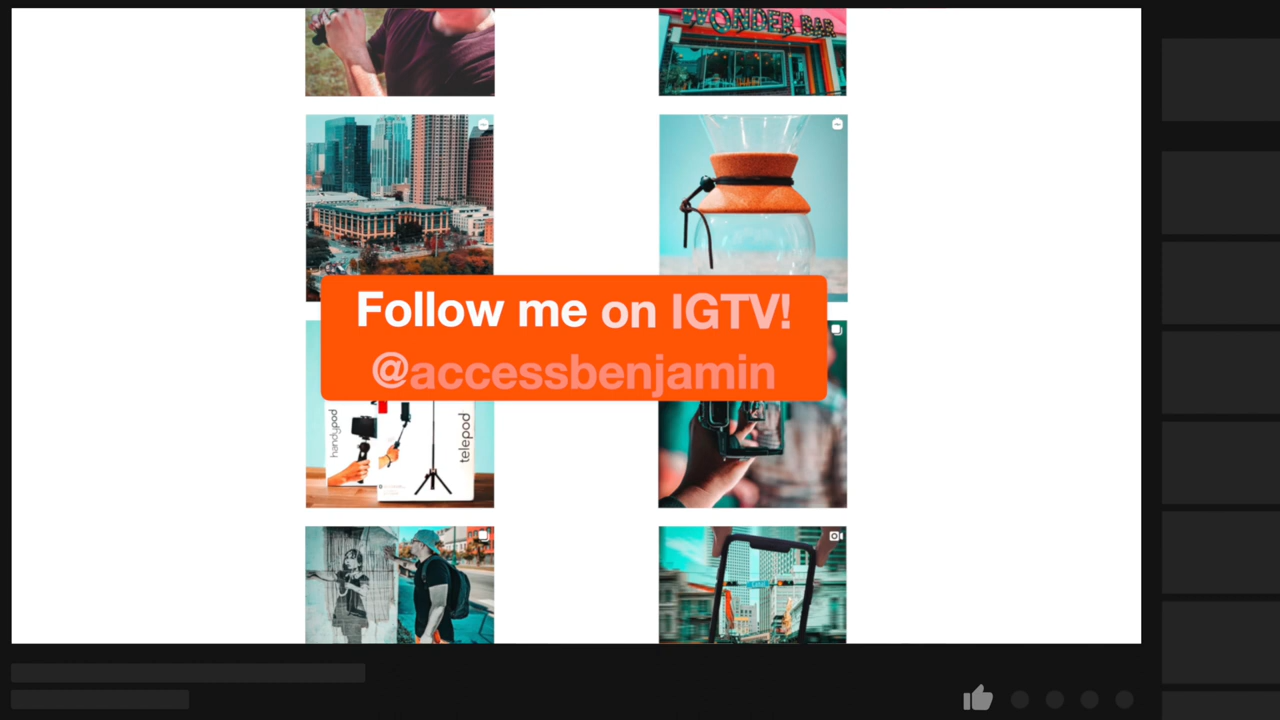 WONDER BAR
Follow me on IGTV!
@accessbenjamin
handypod
telepod